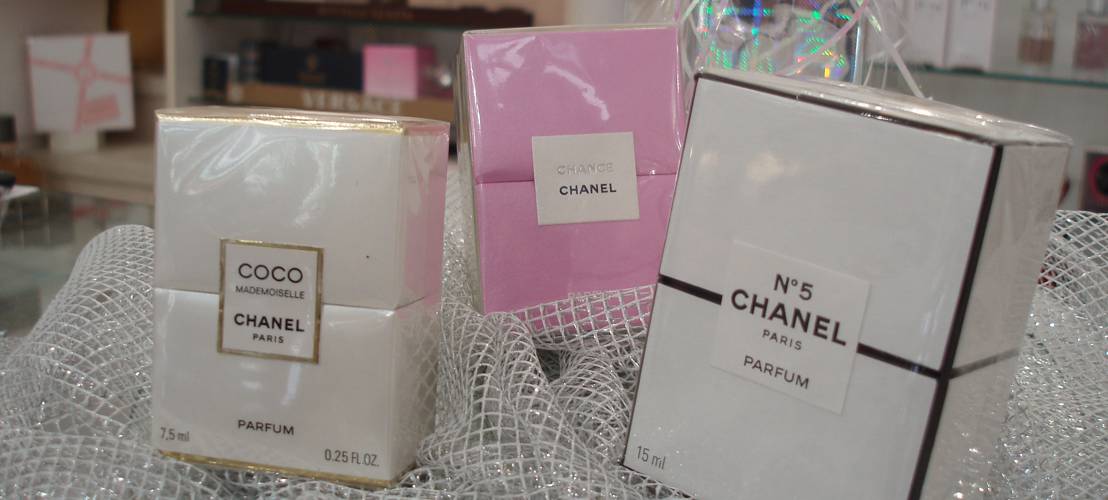 COCO
MADEMOISELLE
CHANEL
PARIS
PARFUM
7,5 ml
0.25 FL.OZ.
CHANCE
CHANEL
N°5
CHANEL
PARIS
PARFUM
15 ml
VERSACE